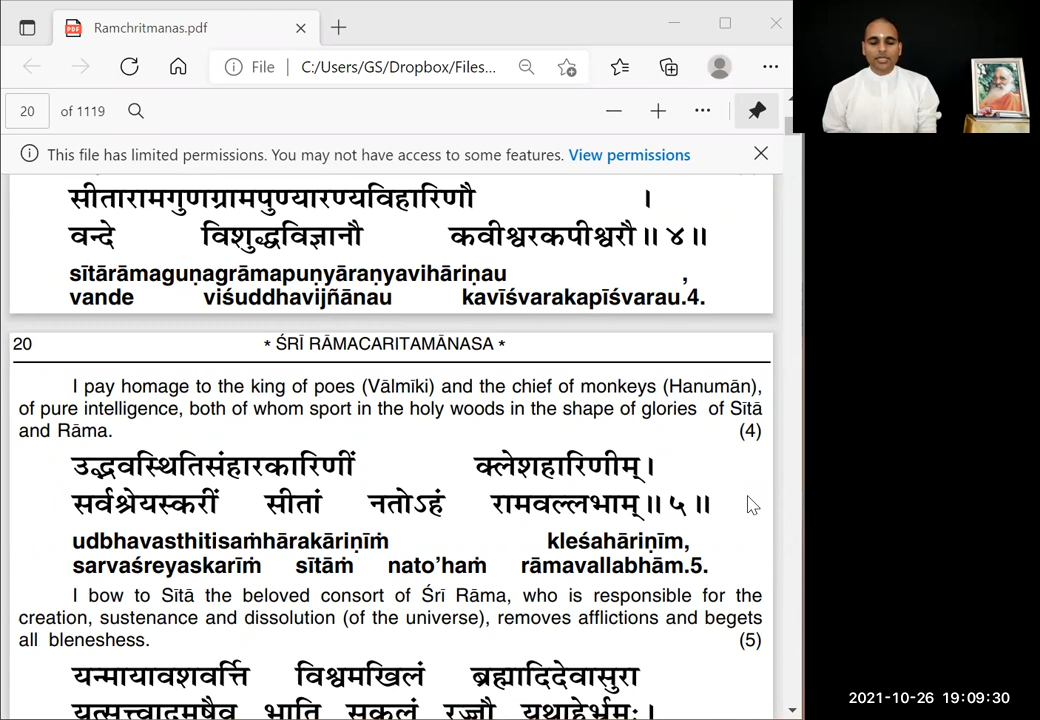 Ramchritmanas.pdf
File | C:/Users/GS/Dropbox/Files...
20 of 1119
This file has limited permissions. You may not have access to some features. View permissions
सीतारामगुणग्रामपुण्यारण्यविहारिणौ ।
वन्दे विशुद्धविज्ञानौ कवीश्वरकपीश्वरौ॥ ४॥
sītārāmaguṇagrāmapuṇyāraṇyavihāriṇau ,
vande viśuddhavijñānau kavīśvarakapīśvarau.4.
20 * ŚRĪ RĀMACARITAMĀNASA *
I pay homage to the king of poes (Vālmīki) and the chief of monkeys (Hanumān),
of pure intelligence, both of whom sport in the holy woods in the shape of glories of Sītā
and Rāma. (4)
उद्भवस्थितिसंहारकारिणीं क्लेशहारिणीम्।
सर्वश्रेयस्करीं सीतां नतोऽहं रामवल्लभाम्॥ ५॥
udbhavasthitisaṁhārakāriṇīṁ kleśahāriṇīm,
sarvaśreyaskarīṁ sītāṁ nato’haṁ rāmavallabhām.5.
I bow to Sītā the beloved consort of Śrī Rāma, who is responsible for the
creation, sustenance and dissolution (of the universe), removes afflictions and begets
all bleneshess. (5)
यन्मायावशवर्त्ति विश्वमखिलं ब्रह्मादिदेवासुरा
यत्सत्त्वादमृषैव भाति सकलं रज्जौ यथाहेर्भ्रमः।
2021-10-26 19:09:30